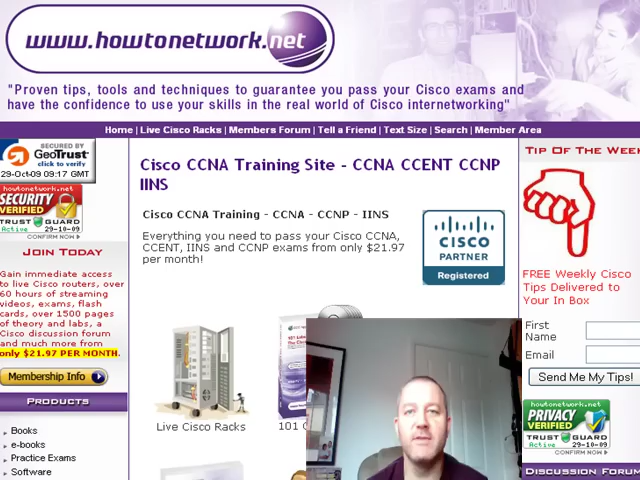 www.howtonetwork.net
"Proven tips, tools and techniques to guarantee you pass your Cisco exams and
have the confidence to use your skills in the real world of Cisco internetworking"
Home | Live Cisco Racks | Members Forum | Tell a Friend | Text Size | Search | Member Area
SECURED BY
GeoTrust
click to verify
29-Oct-09 09:17 GMT
howtonetwork.net
SECURITY
VERIFIED
TRUST GUARD
Active 29-10-09
CONFIRM NOW
JOIN TODAY
Gain immediate access
to live Cisco routers, over
60 hours of streaming
videos, exams, flash
cards, over 1500 pages
of theory and labs, a
Cisco discussion forum
and much more from
only $21.97 PER MONTH.
Membership Info
PRODUCTS
Books
e-books
Practice Exams
Software
Cisco CCNA Training Site - CCNA CCENT CCNP
IINS
Cisco CCNA Training - CCNA - CCNP - IINS
Everything you need to pass your Cisco CCNA,
CCENT, IINS and CCNP exams from only $21.97
per month!
CISCO
PARTNER
Registered
Live Cisco Racks
101
TIP OF THE WEEK
FREE Weekly Cisco
Tips Delivered to
Your In Box
First
Name
Email
Send Me My Tips!
howtonetwork.net
PRIVACY
VERIFIED
TRUST GUARD
Active 29-10-09
CONFIRM NOW
DISCUSSION FORUM